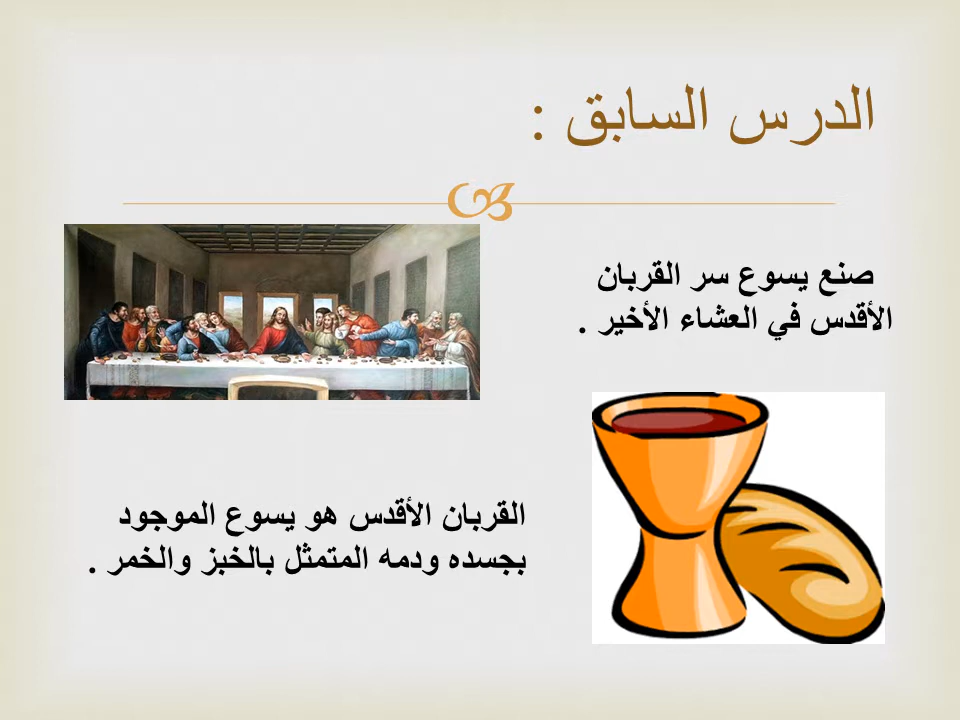 الدرس السابق :
صنع يسوع سر القربان
الأقدس في العشاء الأخير .
القربان الأقدس هو يسوع الموجود
بجسده ودمه المتمثل بالخبز والخمر .